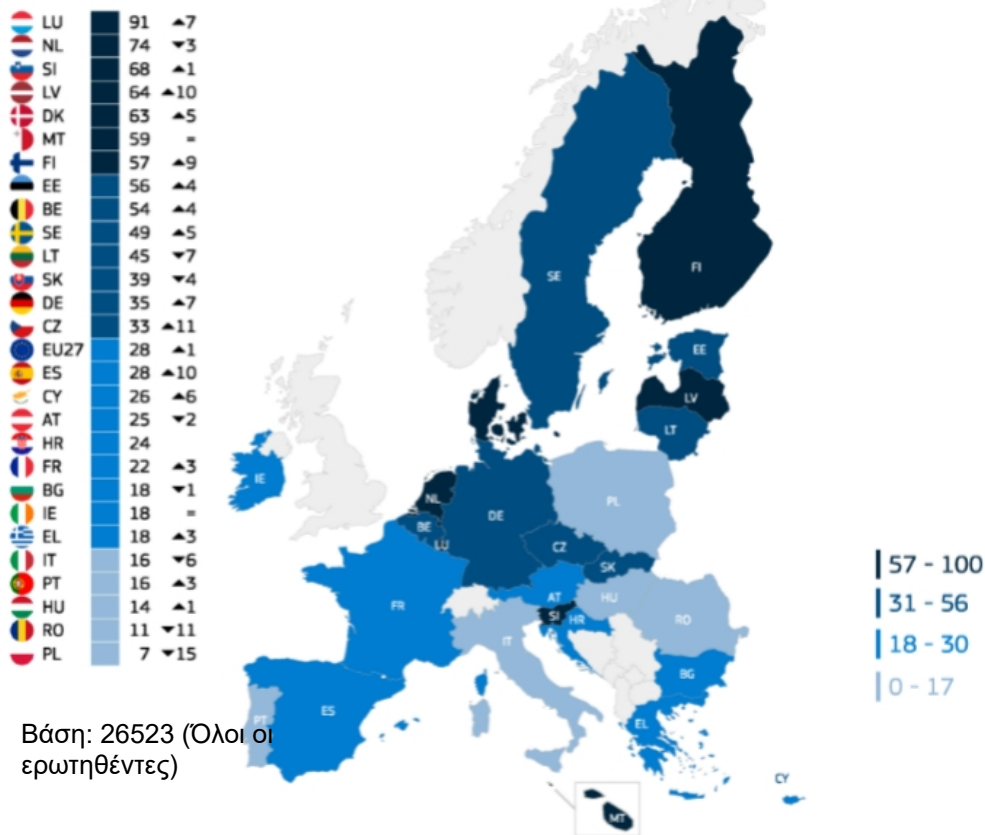 LU 91 ▲7
NL 74 ▼3
SI 68 ▲1
LV 64 ▲10
DK 63 ▲5
MT 59 =
FI 57 ▲9
EE 56 ▲4
BE 54 ▲4
SE 49 ▲5
LT 45 ▼7
SK 39 ▼4
DE 35 ▲7
CZ 33 ▲11
EU27 28 ▲1
ES 28 ▲10
CY 26 ▲6
AT 25 ▼2
HR 24
FR 22 ▲3
BG 18 ▼1
IE 18 =
EL 18 ▲3
IT 16 ▼6
PT 16 ▲3
HU 14 ▲1
RO 11 ▼11
PL 7 ▼15
Βάση: 26523 (Όλοι οι
ερωτηθέντες)
SE
FI
EE
LV
LT
IE
NL
BE
LU
DE
PL
CZ
SK
FR
AT
HU
SI
HR
RO
IT
BG
PT
ES
EL
CY
MT
57 - 100
31 - 56
18 - 30
0 - 17